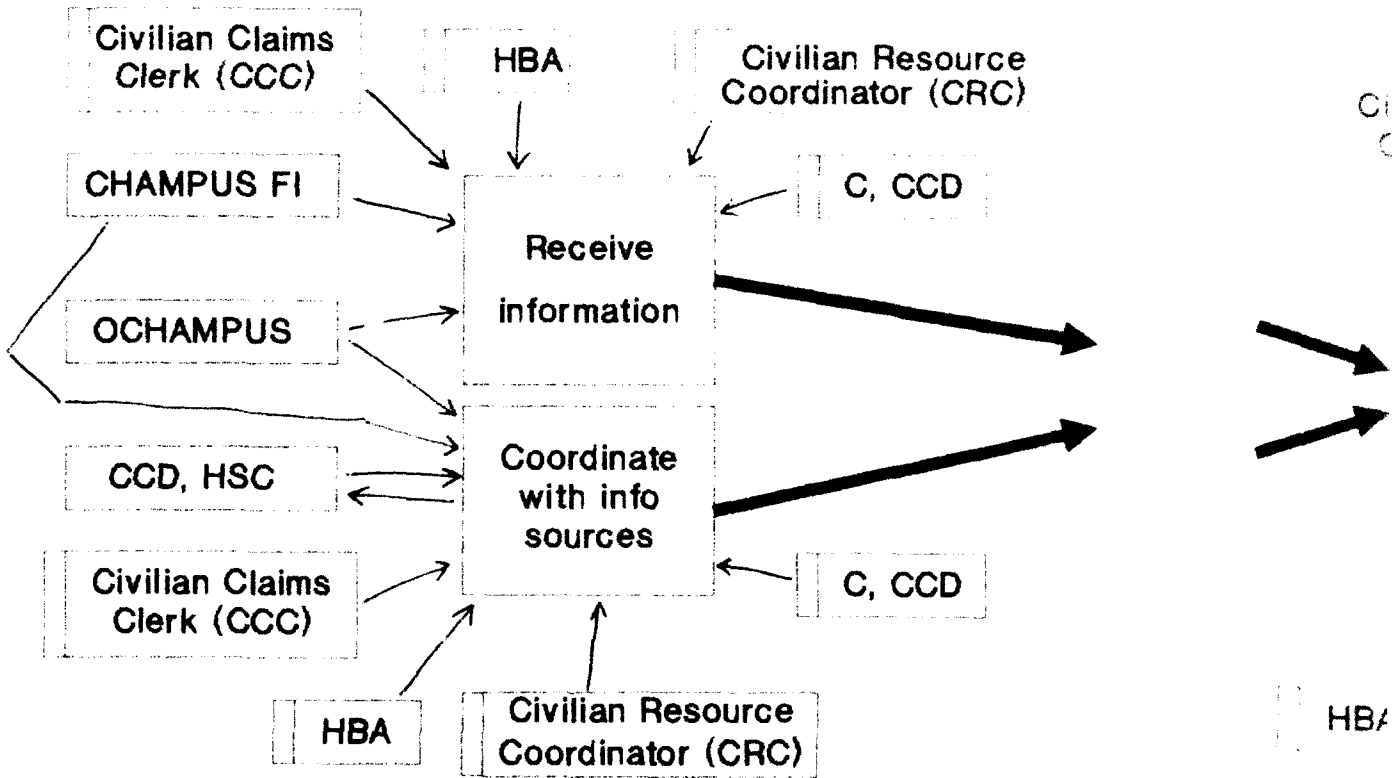 Civilian Claims
Clerk (CCC)
HBA
Civilian Resource
Coordinator (CRC)
CHAMPUS FI
C, CCD
Receive
information
OCHAMPUS
CCD, HSC
Coordinate
with info
sources
Civilian Claims
Clerk (CCC)
C, CCD
HBA
Civilian Resource
Coordinator (CRC)
HBA